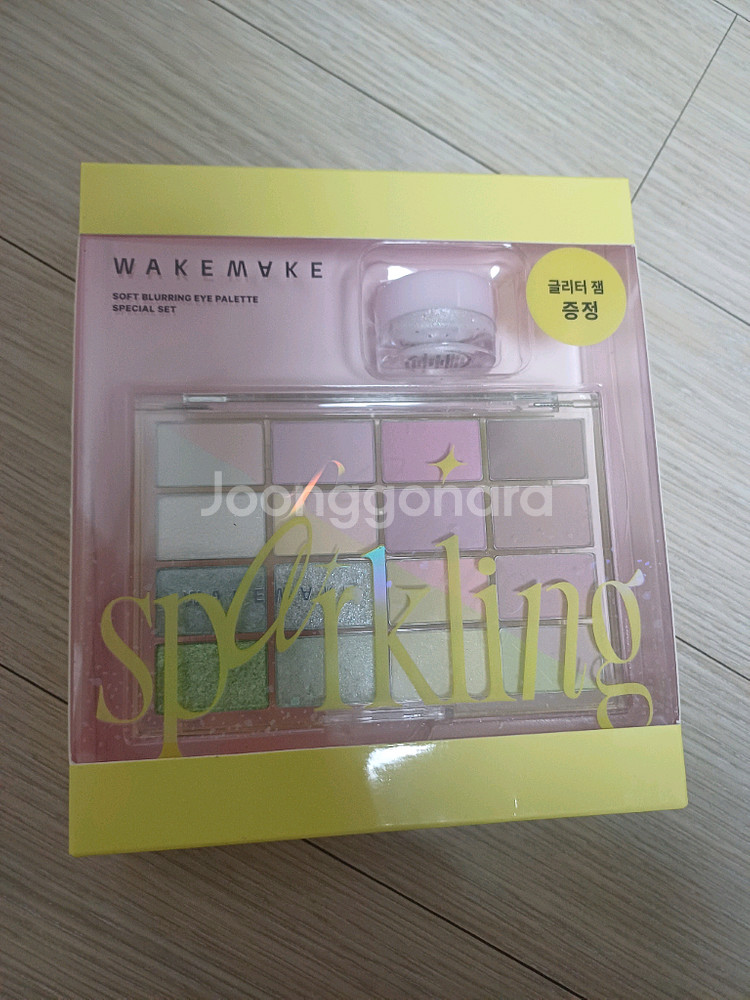 WAKEMAKE
SOFT BLURRING EYE PALETTE
SPECIAL SET
글리터 잼
증정
Joonggonara
sparkling